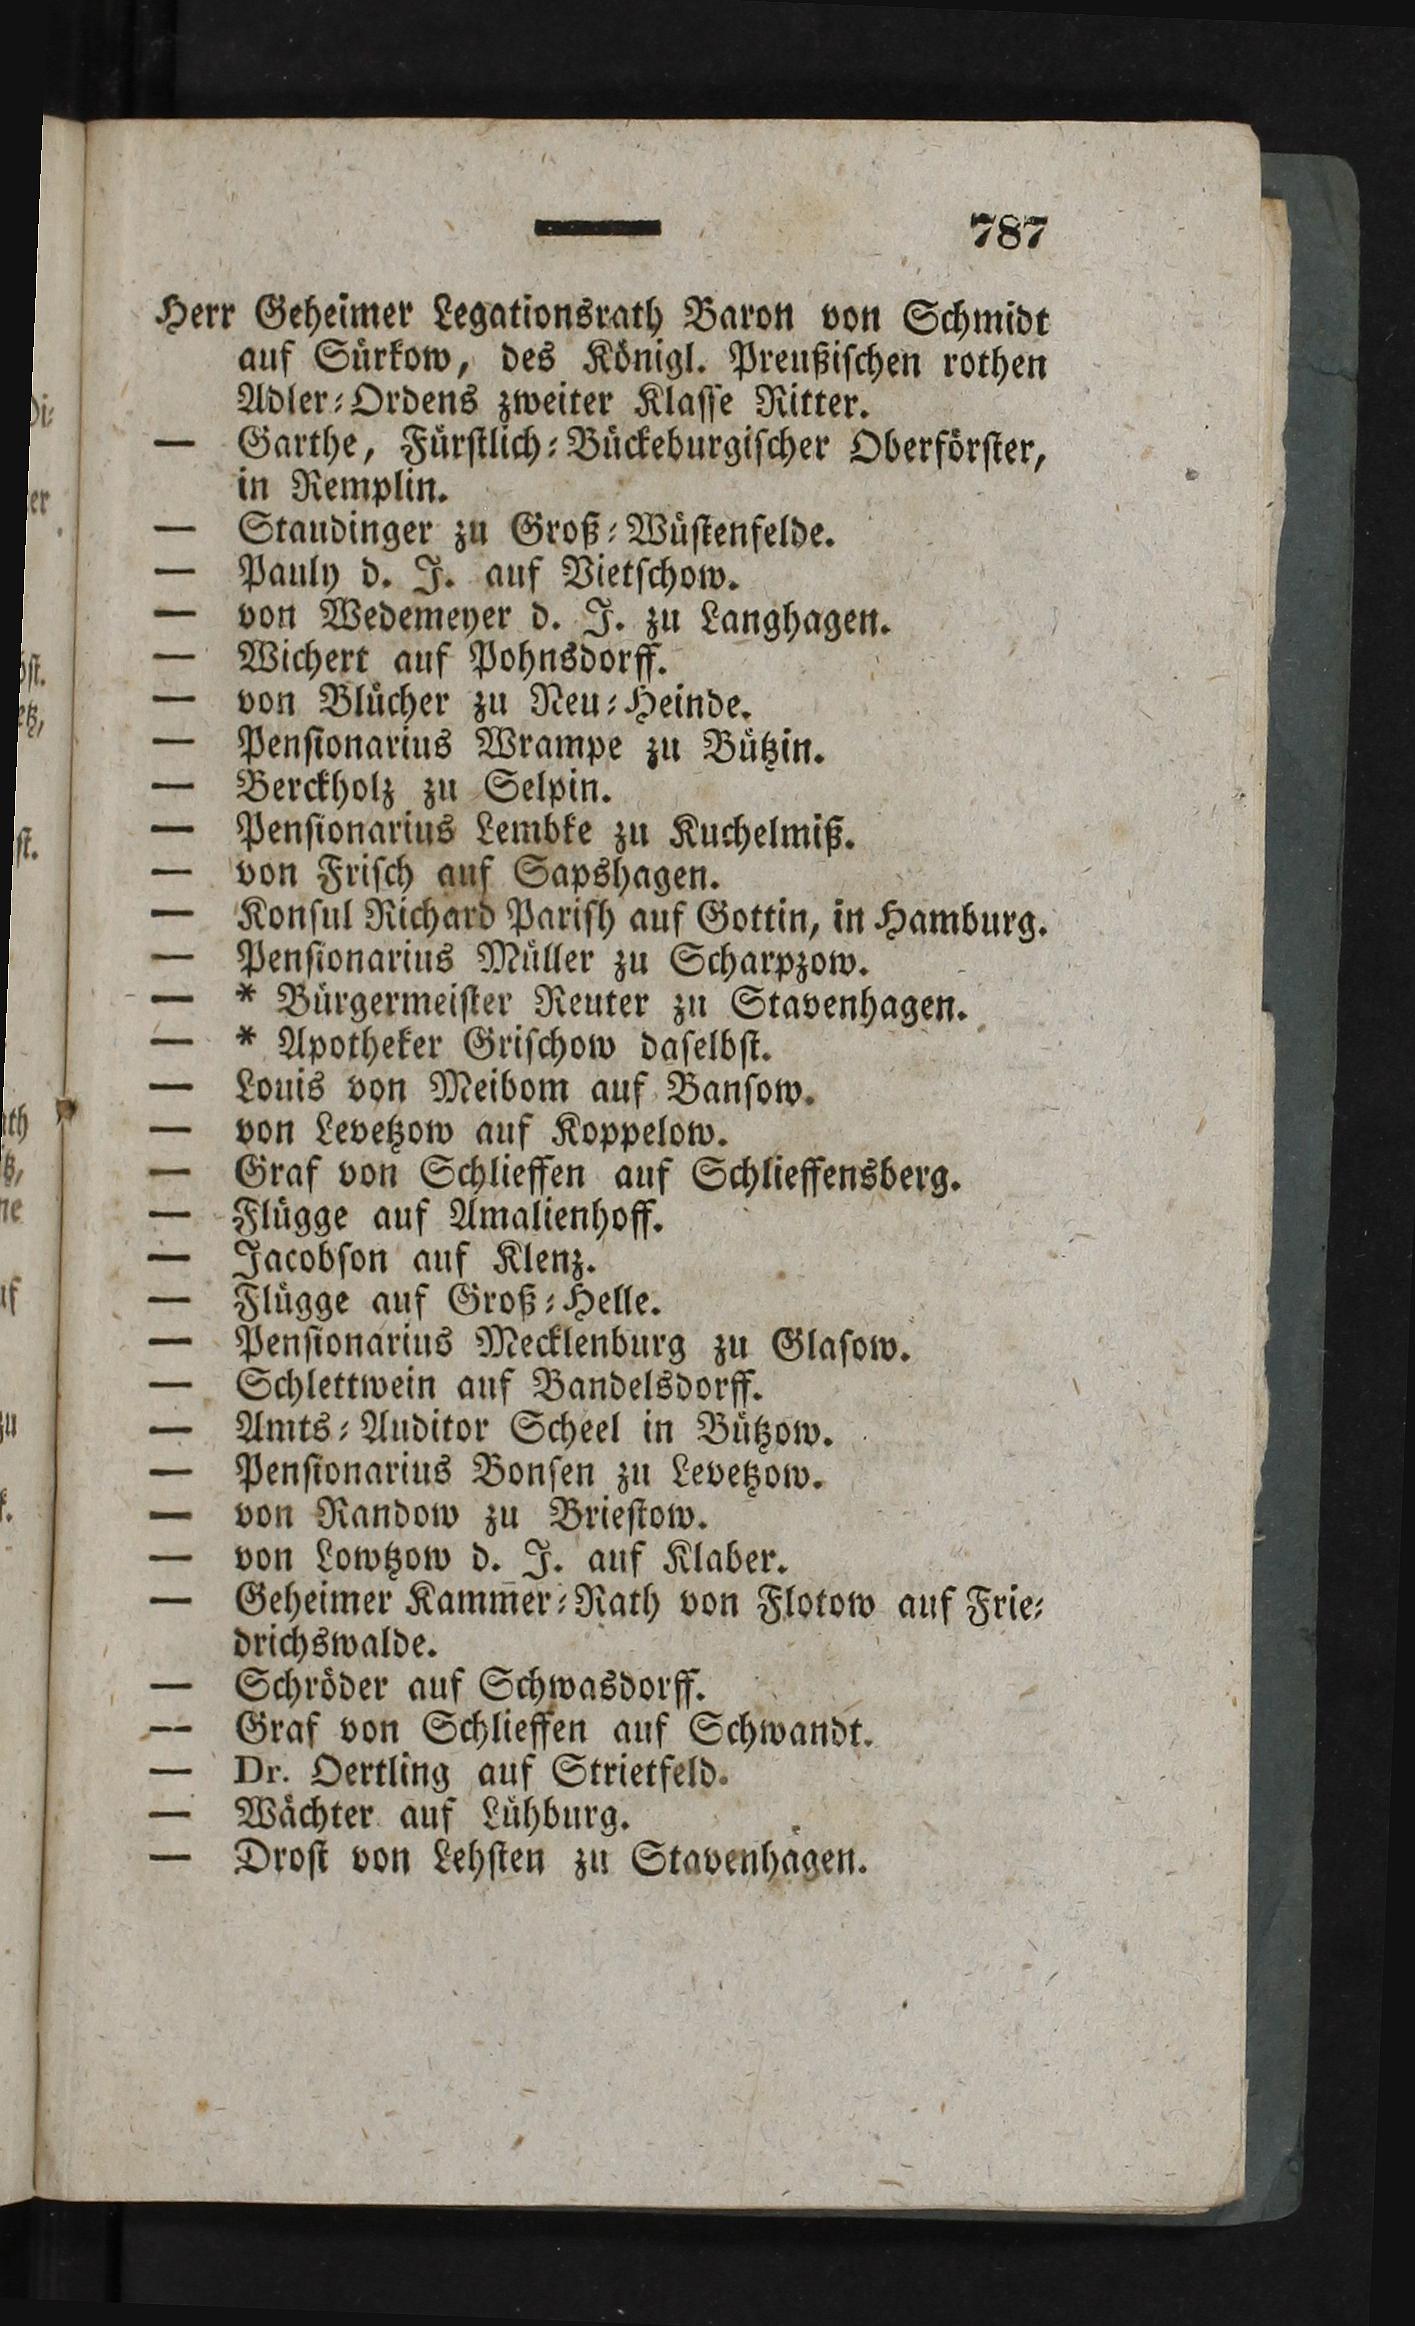 787
Herr Geheimer Legationsrath Baron von Schmidt
auf Sürkow, des Königl. Preußischen rothen
Adler-Ordens zweiter Klasse Ritter.
— Garthe, Fürstlich-Bückeburgischer Oberförster,
in Remplin.
— Staudinger zu Groß-Wüstenfelde.
— Pauly d. J. auf Vietschow.
— von Wedemeyer d. J. zu Langhagen.
— Wichert auf Pohnsdorff.
— von Blücher zu Neu-Heinde.
— Pensionarius Wrampe zu Bützin.
— Berckholz zu Selpin.
— Pensionarius Lembke zu Kuchelmiß.
— von Frisch auf Sapshagen.
— Konsul Richard Parish auf Gottin, in Hamburg.
— Pensionarius Müller zu Scharpzow.
— * Bürgermeister Reuter zu Stavenhagen.
— * Apotheker Grischow daselbst.
— Louis von Meibom auf Bansow.
— von Levetzow auf Koppelow.
— Graf von Schlieffen auf Schlieffensberg.
— Flügge auf Amalienhoff.
— Jacobson auf Klenz.
— Flügge auf Groß-Helle.
— Pensionarius Mecklenburg zu Glasow.
— Schlettwein auf Bandelsdorff.
— Amts-Auditor Scheel in Bützow.
— Pensionarius Bonsen zu Levetzow.
— von Randow zu Briestow.
— von Lowtzow d. J. auf Klaber.
— Geheimer Kammer-Rath von Flotow auf Frie-
drichswalde.
— Schröder auf Schwasdorff.
— Graf von Schlieffen auf Schwandt.
— Dr. Oertling auf Strietfeld.
— Wächter auf Lühburg.
— Drost von Lehsten zu Stavenhagen.